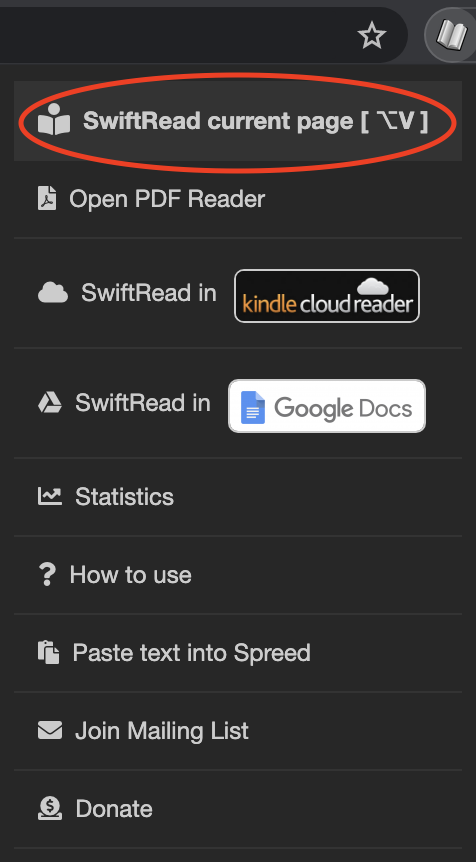 SwiftRead current page [ ⌥V ]
Open PDF Reader
SwiftRead in kindle cloud reader
SwiftRead in Google Docs
Statistics
How to use
Paste text into Spreed
Join Mailing List
Donate